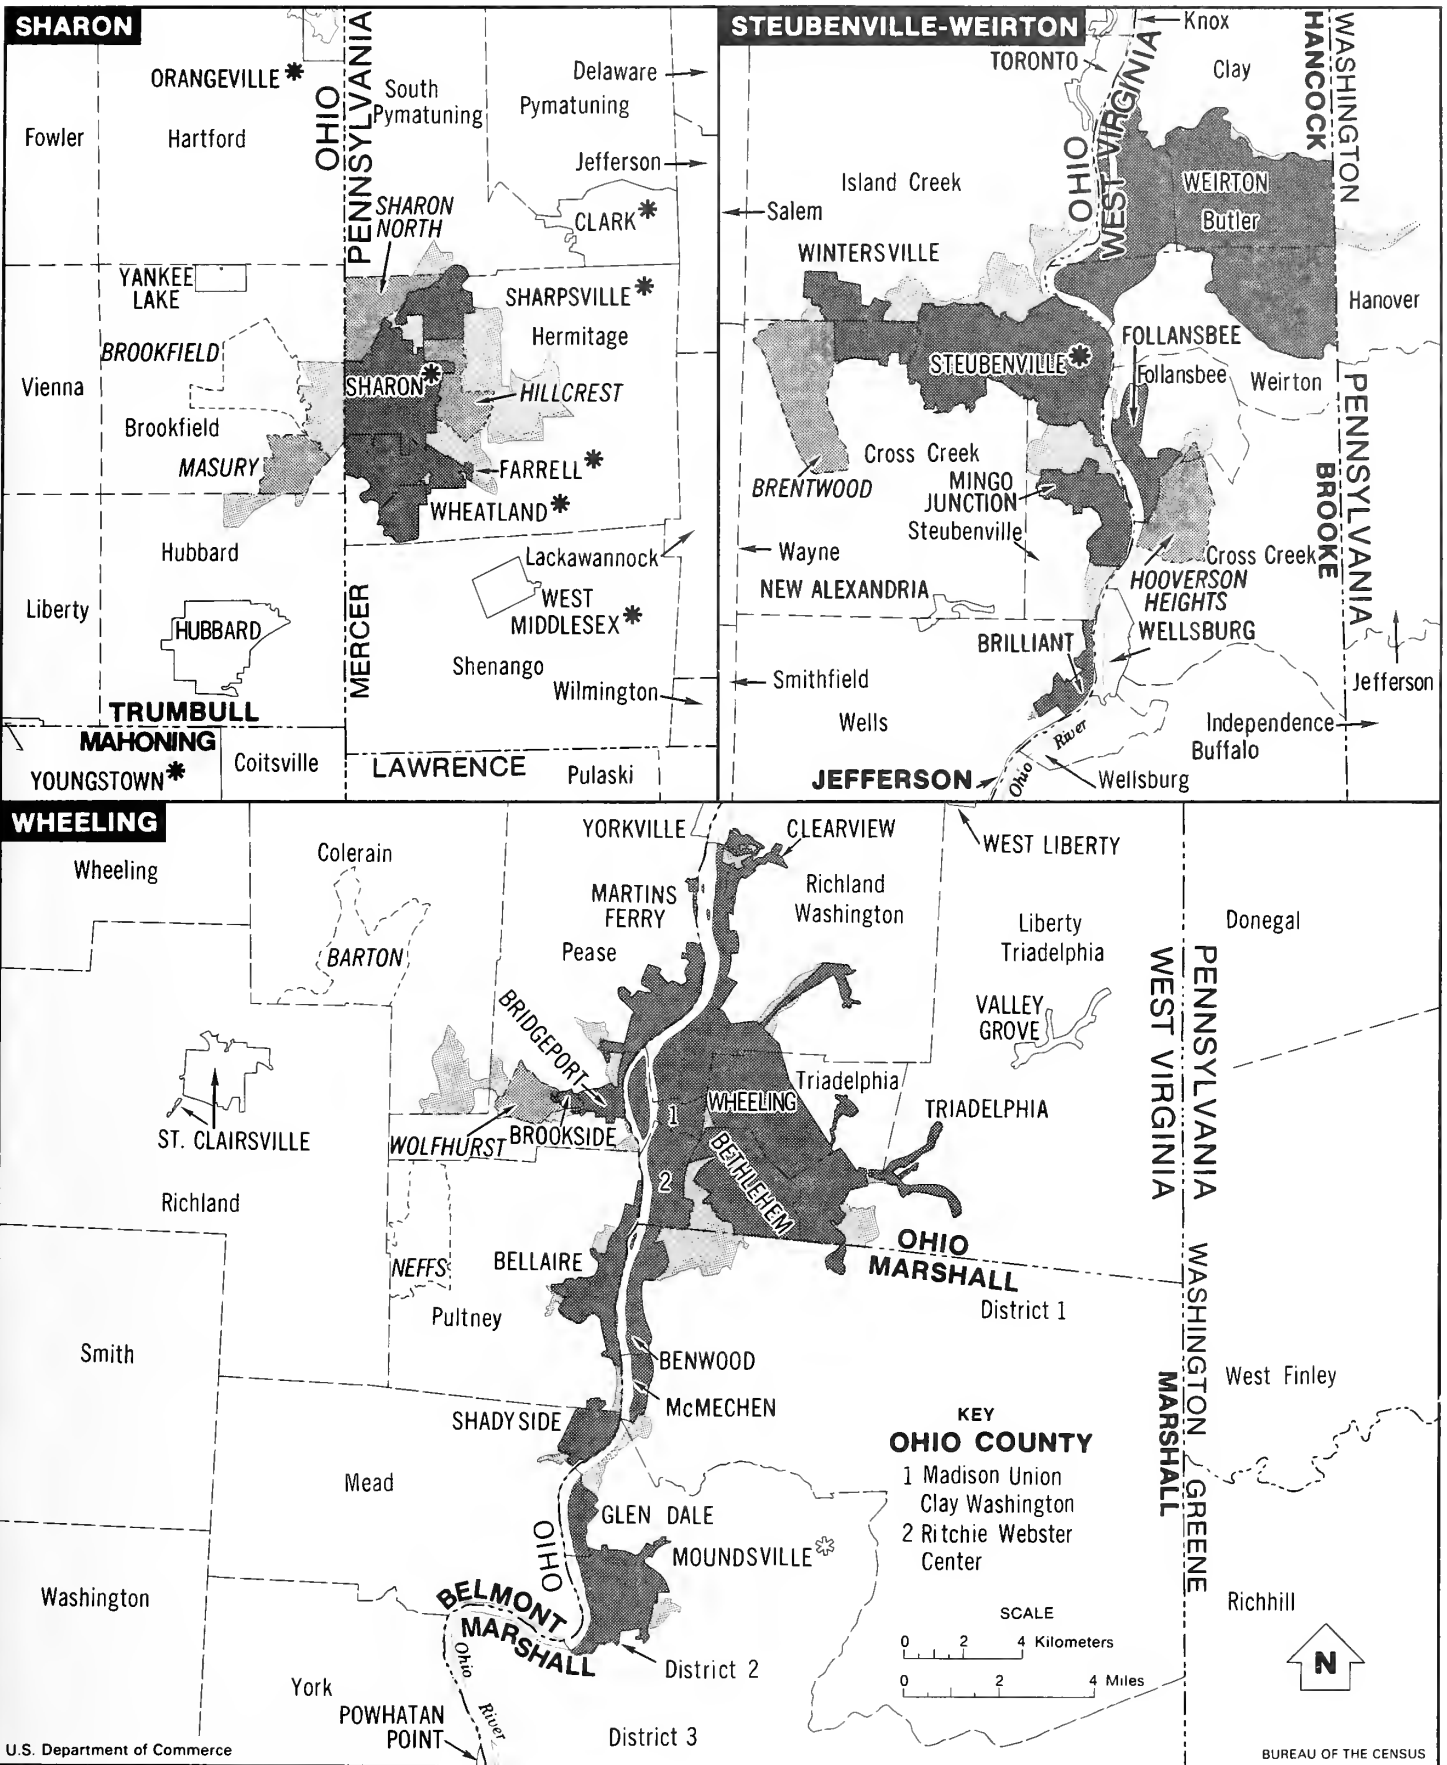 SHARON
ORANGEVILLE
OHIO
PENNSYLVANIA
South
Pymatuning
Delaware
Pymatuning
Fowler
Hartford
Jefferson
SHARON
NORTH
CLARK
YANKEE
LAKE
SHARPSVILLE
Hermitage
BROOKFIELD
Vienna
SHARON
HILLCREST
Brookfield
MASURY
FARRELL
WHEATLAND
Hubbard
Lackawannock
Liberty
HUBBARD
MERCER
WEST
MIDDLESEX
Shenango
Wilmington
TRUMBULL
MAHONING
YOUNGSTOWN
Coitsville
LAWRENCE
Pulaski
STEUBENVILLE-WEIRTON
Knox
TORONTO
Clay
HANCOCK
WASHINGTON
OHIO
WEST VIRGINIA
Island Creek
WEIRTON
Butler
Salem
WINTERSVILLE
Hanover
FOLLANSBEE
STEUBENVILLE
Follansbee
Weirton
Cross Creek
BRENTWOOD
MINGO
JUNCTION
Steubenville
Wayne
Cross Creek
BROOKE
PENNSYLVANIA
NEW ALEXANDRIA
HOOVERSON
HEIGHTS
BRILLIANT
WELLSBURG
Smithfield
Jefferson
Wells
Independence
Buffalo
JEFFERSON
Ohio River
Wellsburg
WHEELING
Wheeling
Colerain
YORKVILLE
CLEARVIEW
WEST LIBERTY
MARTINS
FERRY
Richland
Washington
Liberty
Triadelphia
Donegal
BARTON
Pease
BRIDGEPORT
VALLEY
GROVE
WEST VIRGINIA
PENNSYLVANIA
Triadelphia
WHEELING
1
TRIADELPHIA
ST. CLAIRSVILLE
WOLFHURST
BROOKSIDE
BETHLEHEM
2
Richland
OHIO
MARSHALL
WASHINGTON
NEFFS
BELLAIRE
Pultney
District 1
Smith
BENWOOD
West Finley
McMECHEN
SHADYSIDE
KEY
OHIO COUNTY
1 Madison Union
Clay Washington
2 Ritchie Webster
Center
MARSHALL
GREENE
Mead
GLEN DALE
OHIO
MOUNDSVILLE
Washington
BELMONT
MARSHALL
Richhill
SCALE
0 2 4 Kilometers
0 2 4 Miles
N
District 2
York
Ohio River
POWHATAN
POINT
District 3
U.S. Department of Commerce
BUREAU OF THE CENSUS